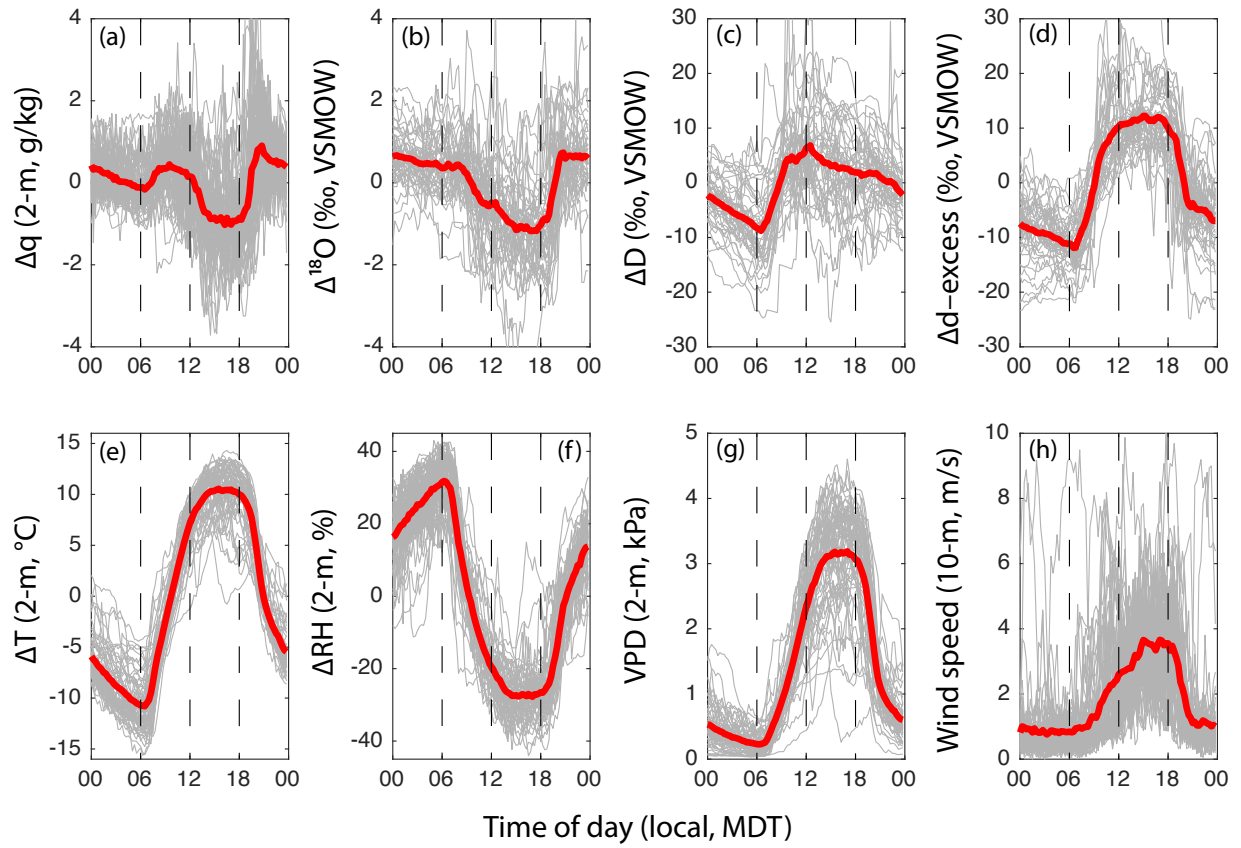 (a)
Δq (2-m, g/kg)
4
2
0
-2
-4
00 06 12 18 00
(b)
Δ¹⁸O (‰, VSMOW)
4
2
0
-2
-4
00 06 12 18 00
(c)
ΔD (‰, VSMOW)
30
20
10
0
-10
-20
-30
00 06 12 18 00
(d)
Δd−excess (‰, VSMOW)
30
20
10
0
-10
-20
-30
00 06 12 18 00
(e)
ΔT (2-m, °C)
15
10
5
0
-5
-10
-15
00 06 12 18 00
(f)
ΔRH (2-m, %)
40
20
0
-20
-40
00 06 12 18 00
(g)
VPD (2-m, kPa)
5
4
3
2
1
0
00 06 12 18 00
(h)
Wind speed (10-m, m/s)
10
8
6
4
2
0
00 06 12 18 00
Time of day (local, MDT)